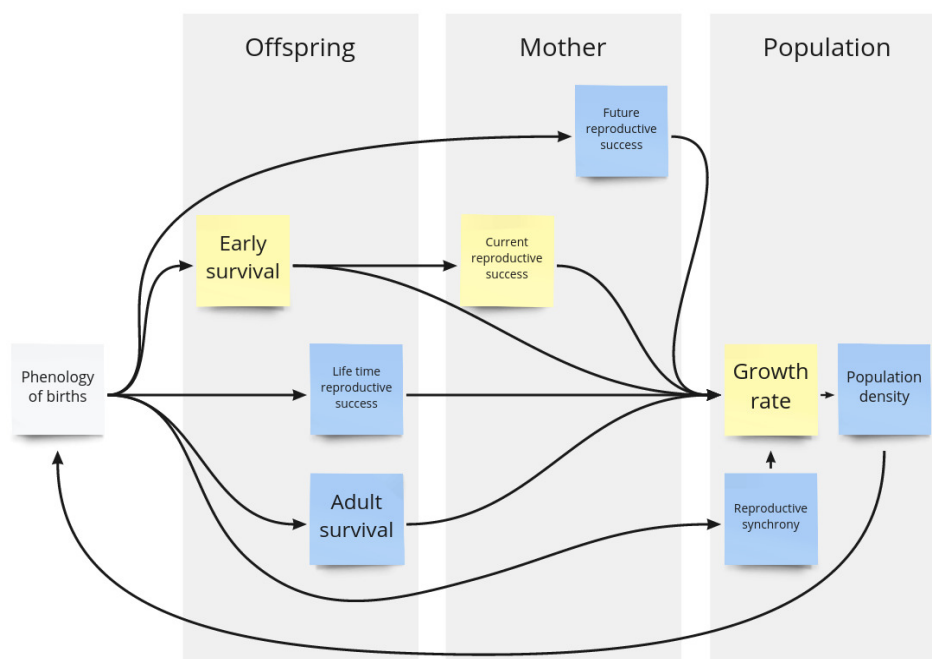 Offspring
Mother
Population
Future
reproductive
success
Early
survival
Current
reproductive
success
Phenology
of births
Life time
reproductive
success
Growth
rate
Population
density
Adult
survival
Reproductive
synchrony